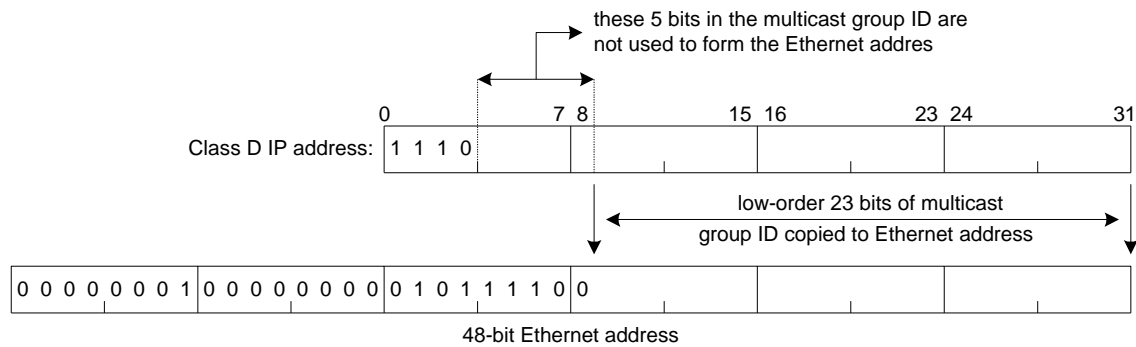 these 5 bits in the multicast group ID are
not used to form the Ethernet addres
0 7 8 15 16 23 24 31
Class D IP address: 1 1 1 0
low-order 23 bits of multicast
group ID copied to Ethernet address
0 0 0 0 0 0 0 1 0 0 0 0 0 0 0 0 0 1 0 1 1 1 1 0 0
48-bit Ethernet address